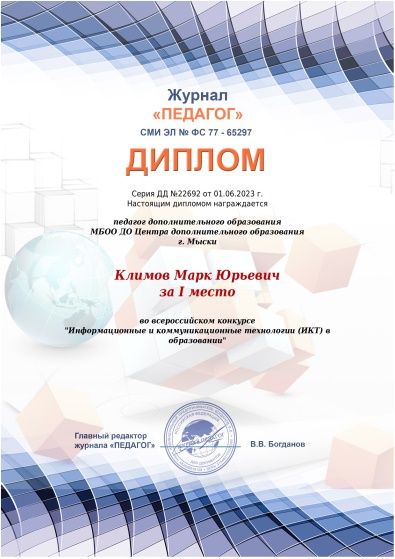 Журнал
«ПЕДАГОГ»
СМИ ЭЛ № ФС 77 - 65297
ДИПЛОМ
Серия ДД №22692 от 01.06.2023 г.
Настоящим дипломом награждается
педагог дополнительного образования
МБОО ДО Центра дополнительного образования
г. Мыски
Климов Марк Юрьевич
за I место
во всероссийском конкурсе
"Информационные и коммуникационные технологии (ИКТ) в
образовании"
Главный редактор
журнала «ПЕДАГОГ»
В.В. Богданов